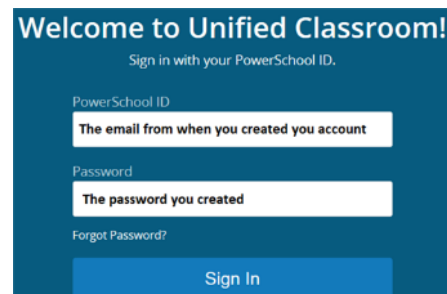 Welcome to Unified Classroom!
Sign in with your PowerSchool ID.
PowerSchool ID
The email from when you created you account
Password
The password you created
Forgot Password?
Sign In